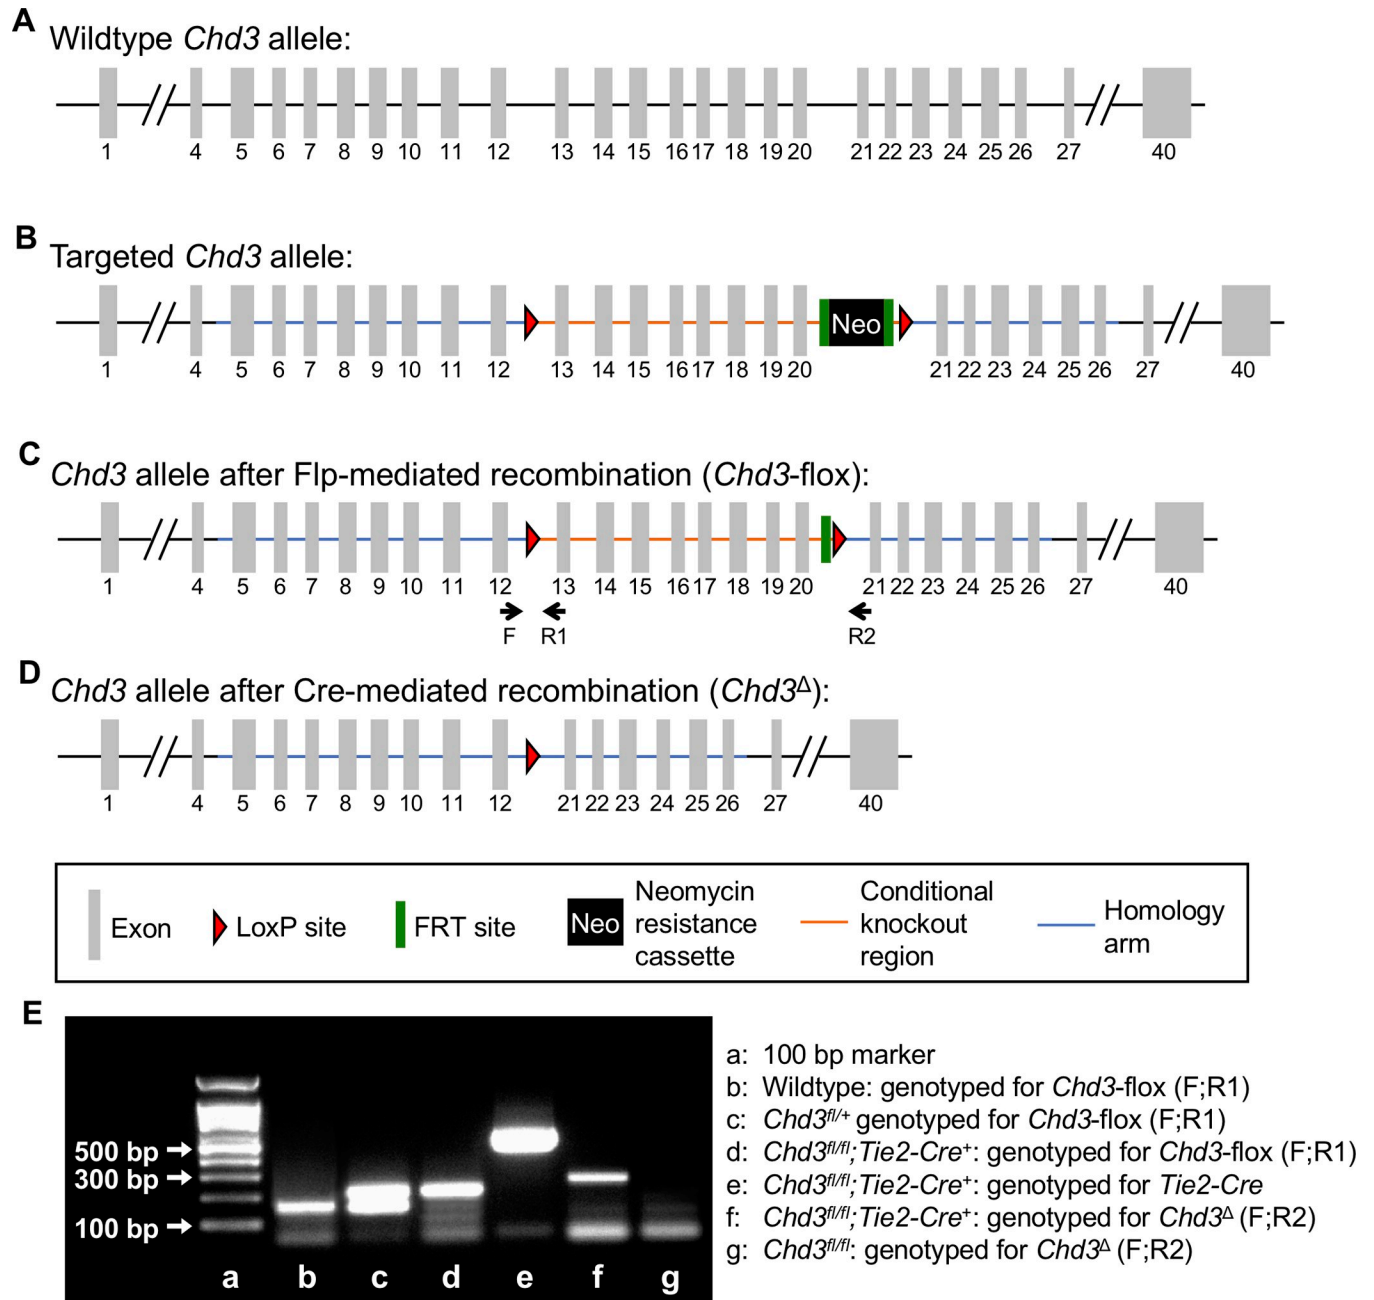 A
Wildtype Chd3 allele:
1 4 5 6 7 8 9 10 11 12 13 14 15 16 17 18 19 20 21 22 23 24 25 26 27 40
B
Targeted Chd3 allele:
Neo
1 4 5 6 7 8 9 10 11 12 13 14 15 16 17 18 19 20 21 22 23 24 25 26 27 40
C
Chd3 allele after Flp-mediated recombination (Chd3-flox):
1 4 5 6 7 8 9 10 11 12 13 14 15 16 17 18 19 20 21 22 23 24 25 26 27 40
F R1 R2
D
Chd3 allele after Cre-mediated recombination (Chd3Δ):
1 4 5 6 7 8 9 10 11 12 21 22 23 24 25 26 27 40
Exon
LoxP site
FRT site
Neo
Neomycin
resistance
cassette
Conditional
knockout
region
Homology
arm
E
500 bp
300 bp
100 bp
a b c d e f g
a: 100 bp marker
b: Wildtype: genotyped for Chd3-flox (F;R1)
c: Chd3fl/+ genotyped for Chd3-flox (F;R1)
d: Chd3fl/fl;Tie2-Cre+: genotyped for Chd3-flox (F;R1)
e: Chd3fl/fl;Tie2-Cre+: genotyped for Tie2-Cre
f: Chd3fl/fl;Tie2-Cre+: genotyped for Chd3Δ (F;R2)
g: Chd3fl/fl: genotyped for Chd3Δ (F;R2)